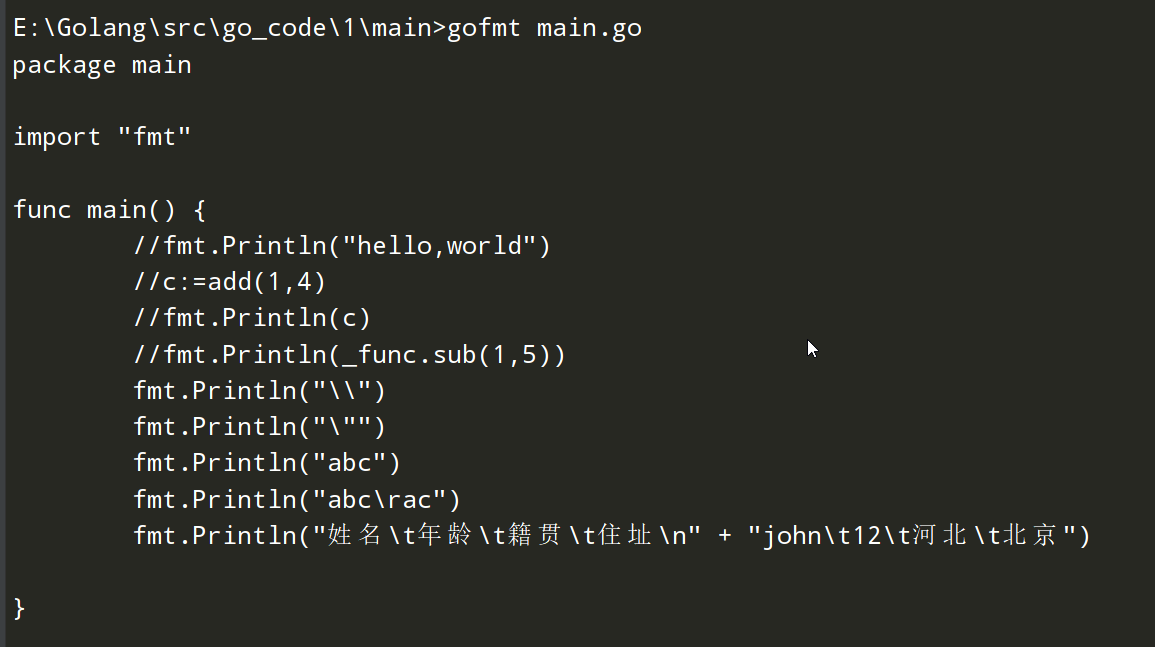 E:\Golang\src\go_code\1\main>gofmt main.go
package main
import "fmt"
func main() {
//fmt.Println("hello,world")
//c:=add(1,4)
//fmt.Println(c)
//fmt.Println(_func.sub(1,5))
fmt.Println("\\")
fmt.Println("\"")
fmt.Println("abc")
fmt.Println("abc\rac")
fmt.Println("姓名\t年龄\t籍贯\t住址\n" + "john\t12\t河北\t北京")
}